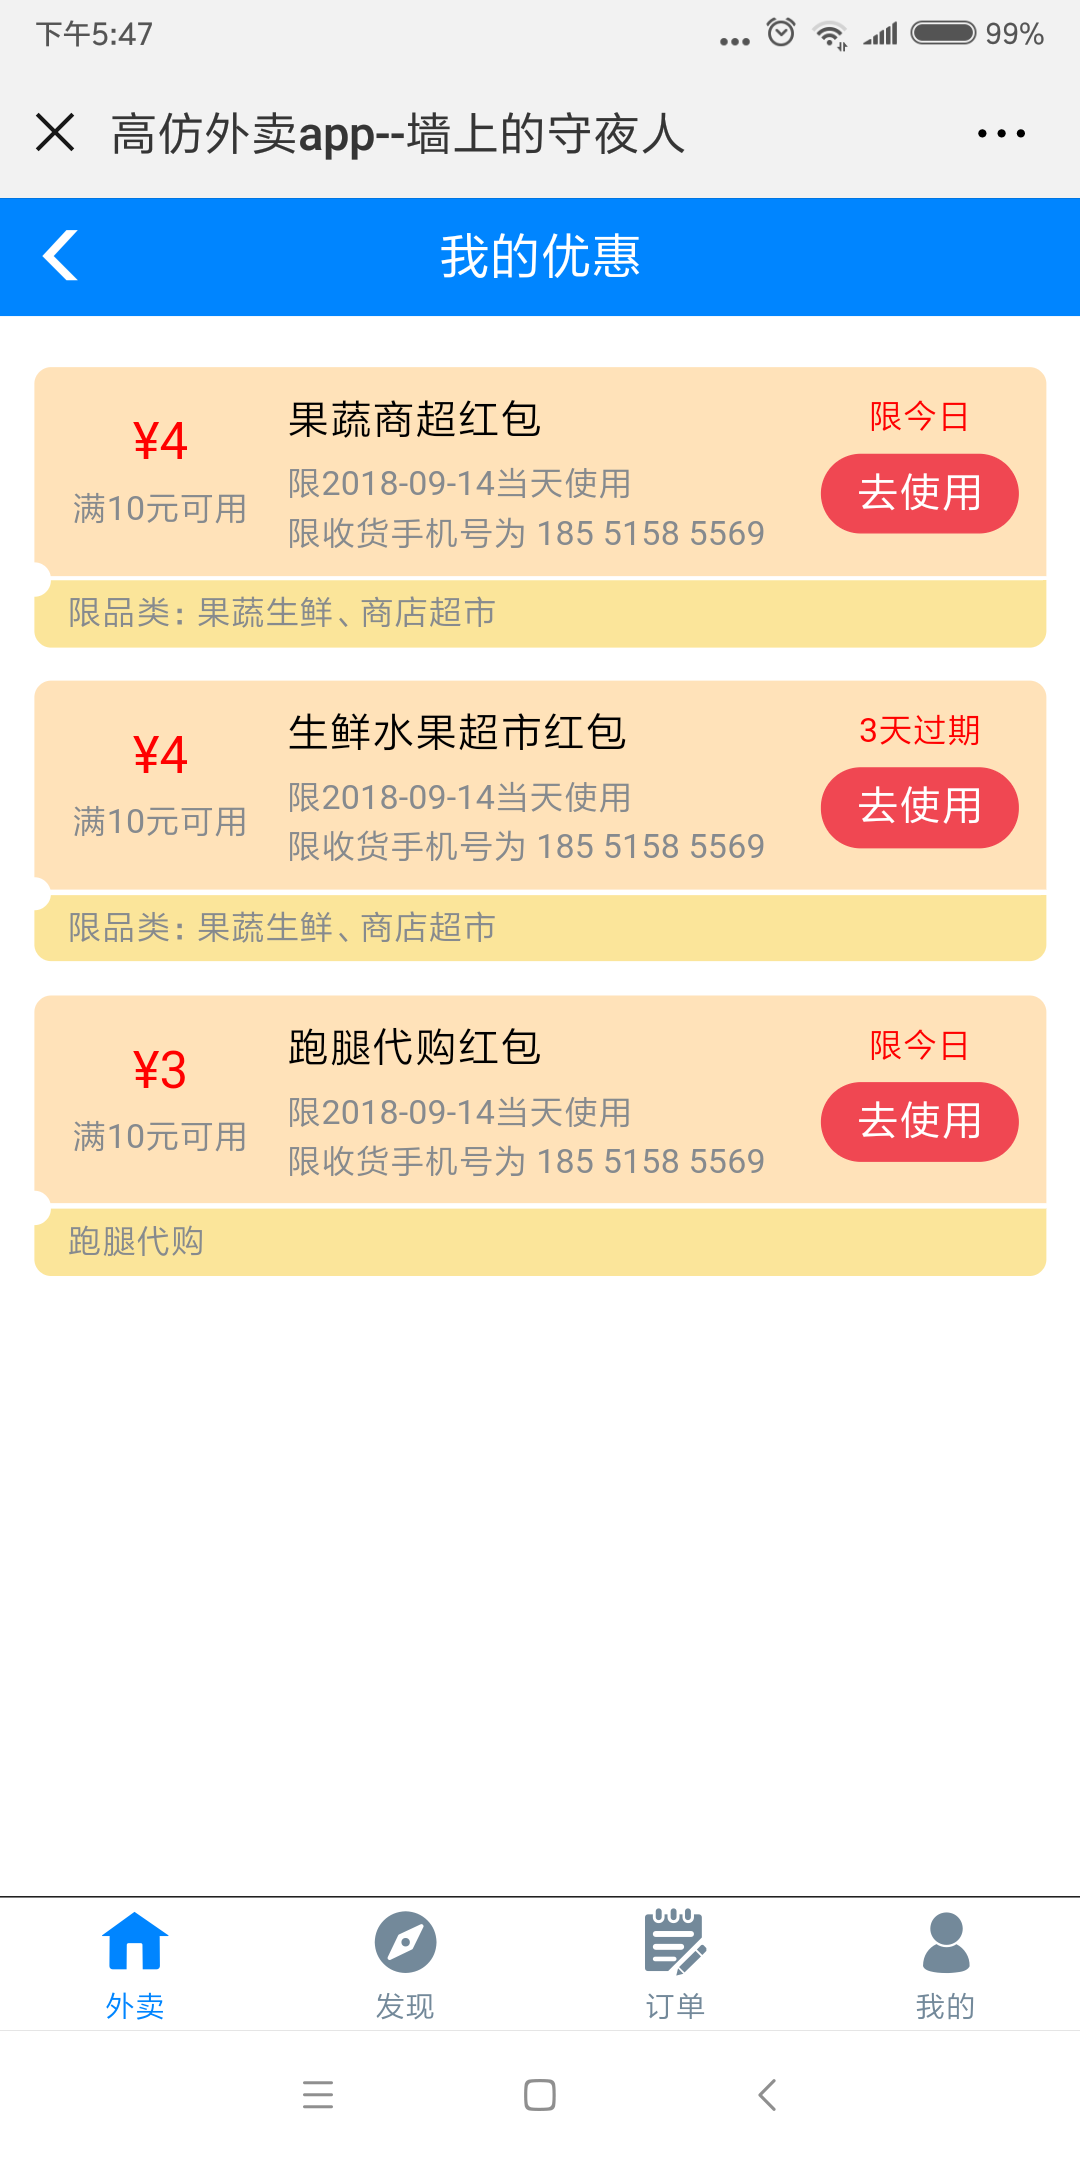 下午5:47
99%
高仿外卖app--墙上的守夜人
我的优惠
¥4
满10元可用
果蔬商超红包
限2018-09-14当天使用
限收货手机号为 185 5158 5569
限今日
去使用
限品类：果蔬生鲜、商店超市
¥4
满10元可用
生鲜水果超市红包
限2018-09-14当天使用
限收货手机号为 185 5158 5569
3天过期
去使用
限品类：果蔬生鲜、商店超市
¥3
满10元可用
跑腿代购红包
限2018-09-14当天使用
限收货手机号为 185 5158 5569
限今日
去使用
跑腿代购
外卖
发现
订单
我的